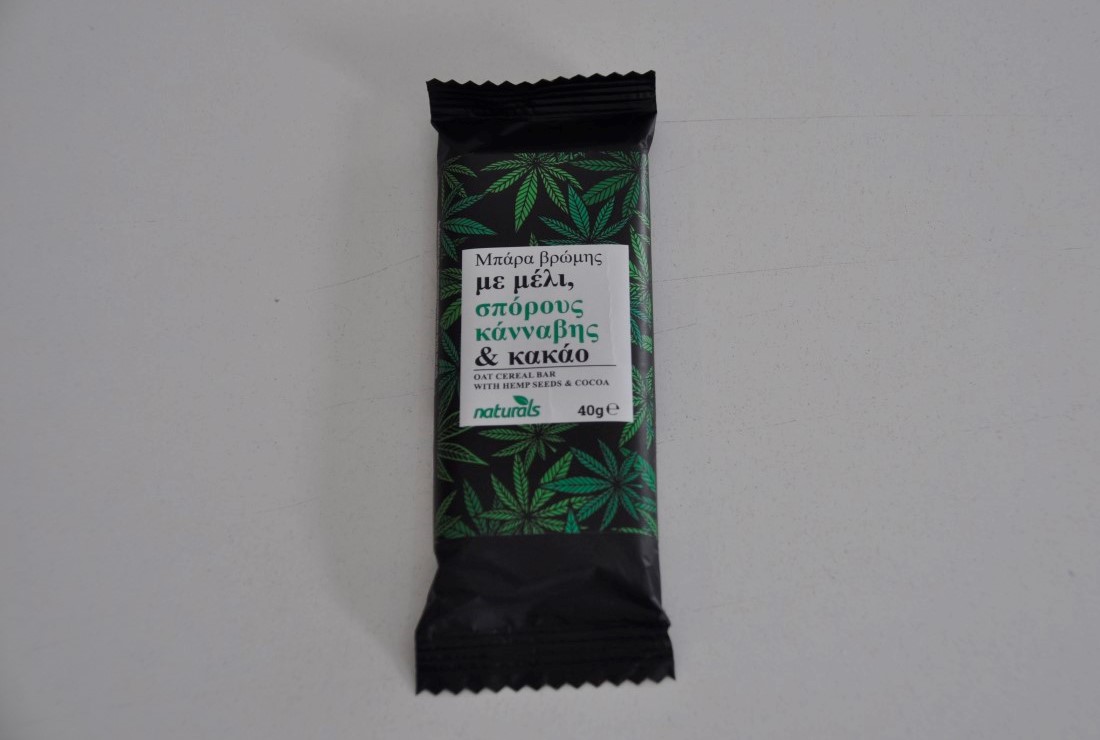 Μπάρα βρώμης
με μέλι,
σπόρους
κάνναβης
& κακάο
OAT CEREAL BAR
WITH HEMP SEEDS & COCOA
naturals 40g℮